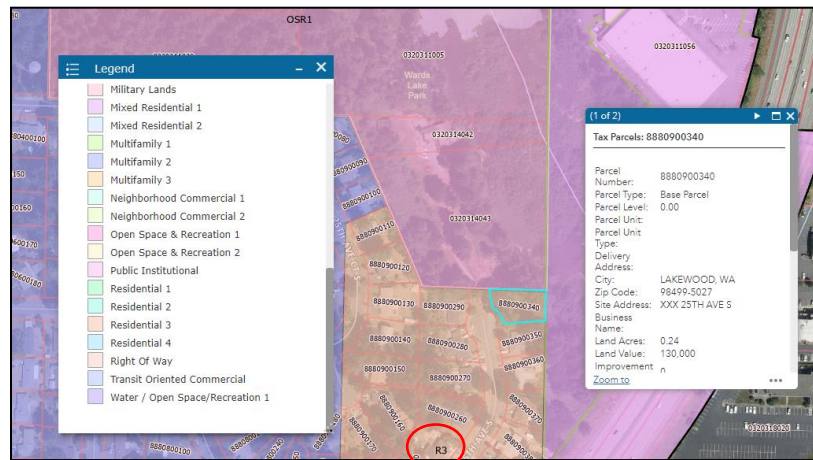 OSR1
0320311005
0320311056
Wards
Lake
Park
0320314042
0320314043
Legend
Military Lands
Mixed Residential 1
Mixed Residential 2
Multifamily 1
Multifamily 2
Multifamily 3
Neighborhood Commercial 1
Neighborhood Commercial 2
Open Space & Recreation 1
Open Space & Recreation 2
Public Institutional
Residential 1
Residential 2
Residential 3
Residential 4
Right Of Way
Transit Oriented Commercial
Water / Open Space/Recreation 1
(1 of 2)
Tax Parcels: 8880900340
Parcel Number: 8880900340
Parcel Type: Base Parcel
Parcel Level: 0.00
Parcel Unit:
Parcel Unit
Type:
Delivery
Address:
City: LAKEWOOD, WA
Zip Code: 98499-5027
Site Address: XXX 25TH AVE S
Business
Name:
Land Acres: 0.24
Land Value: 130,000
Improvement
Zoom to
8880900090
8880900100
8880900110
8880900120
8880900130
8880900290
8880900340
8880900140
8880900280
8880900350
8880900150
8880900270
8880900360
8880900160
8880900260
8880900370
8880900170
R3
8880800100
0320318020